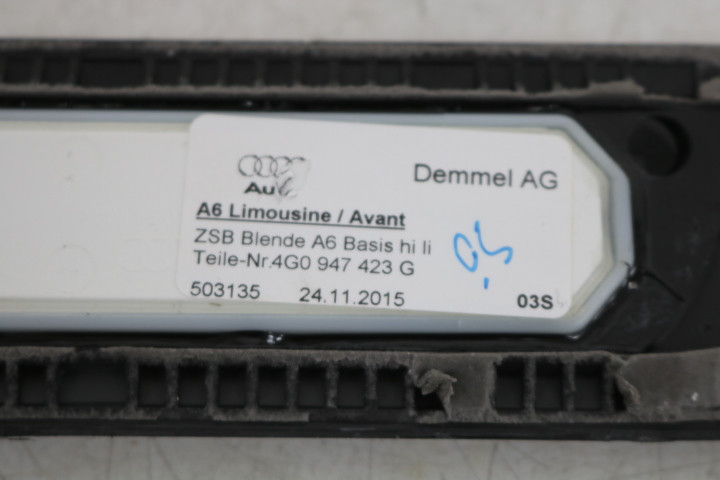 Audi
Demmel AG
A6 Limousine / Avant
ZSB Blende A6 Basis hi li
Teile-Nr.4G0 947 423 G
503135 24.11.2015 03S